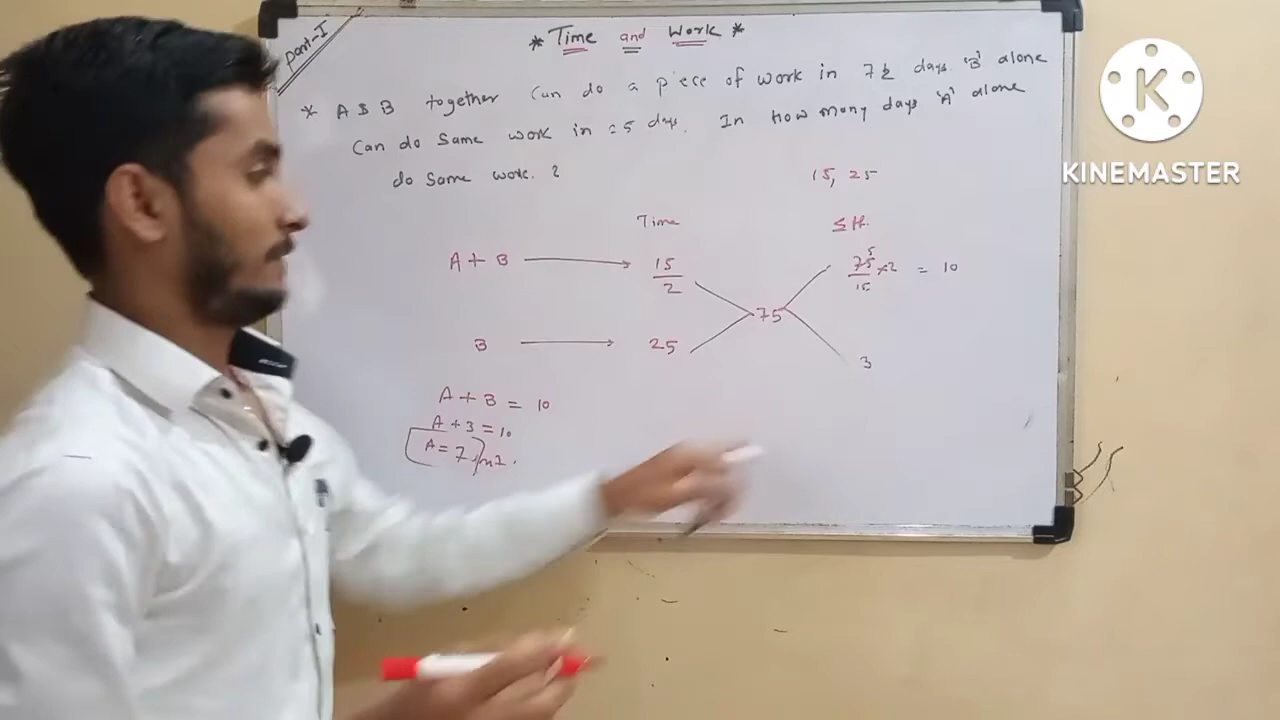 Part-I
* Time and Work *
* A & B together can do a piece of work in 7½ days 'B' alone
can do same work in 25 days. In how many days 'A' alone
do same work. ?
15, 25
Time
A + B → 15/2
75
B → 25
75/15 × 2 = 10
5
3
A + B = 10
A + 3 = 10
A = 7
K
KINEMASTER